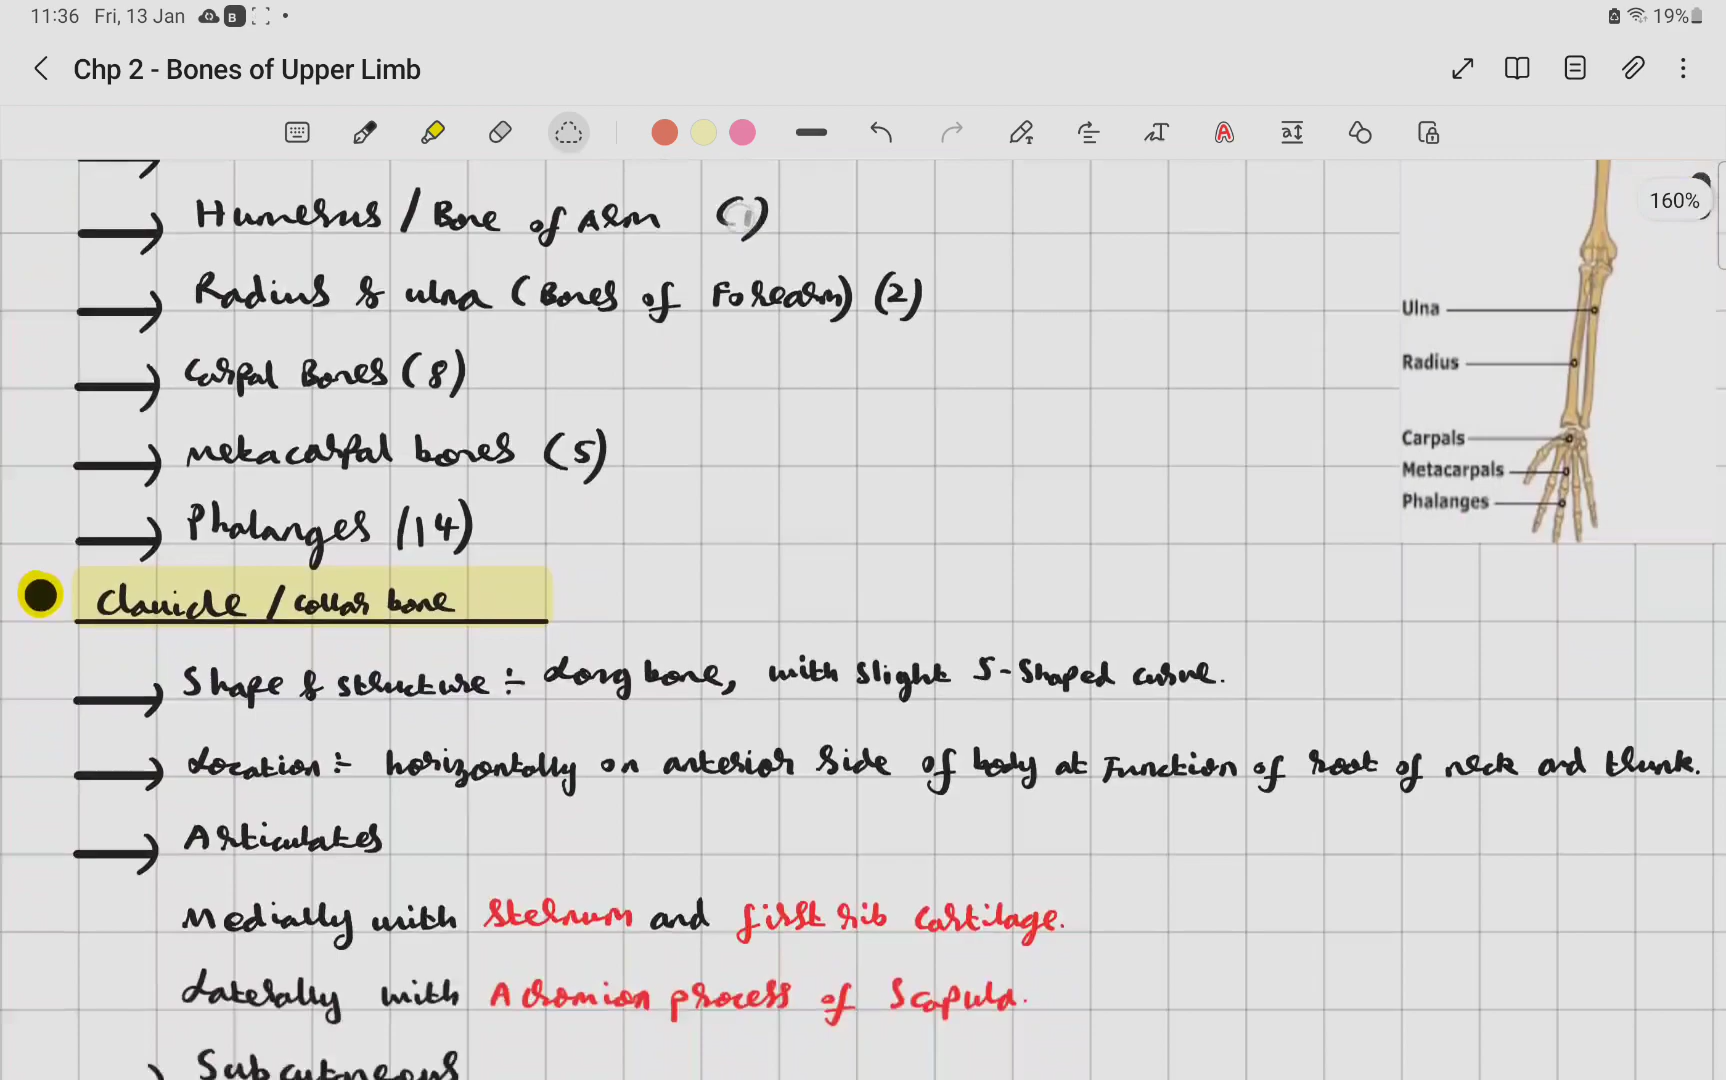 11:36 Fri, 13 Jan B 19%
Chp 2 - Bones of Upper Limb
160%
Humerus / Bone of Arm (1)
Radius & ulna (Bones of Forearm) (2)
Carpal Bones (8)
metacarpal bones (5)
Phalanges (14)
Ulna
Radius
Carpals
Metacarpals
Phalanges
Clavicle / collar bone
Shape & structure :- Long bone, with slight S-shaped curve.
Location :- horizontally on anterior side of body at Function of root of neck and trunk.
Articulates
Medially with sternum and first rib cartilage.
Laterally with Acromion process of Scapula.
Subcutaneous